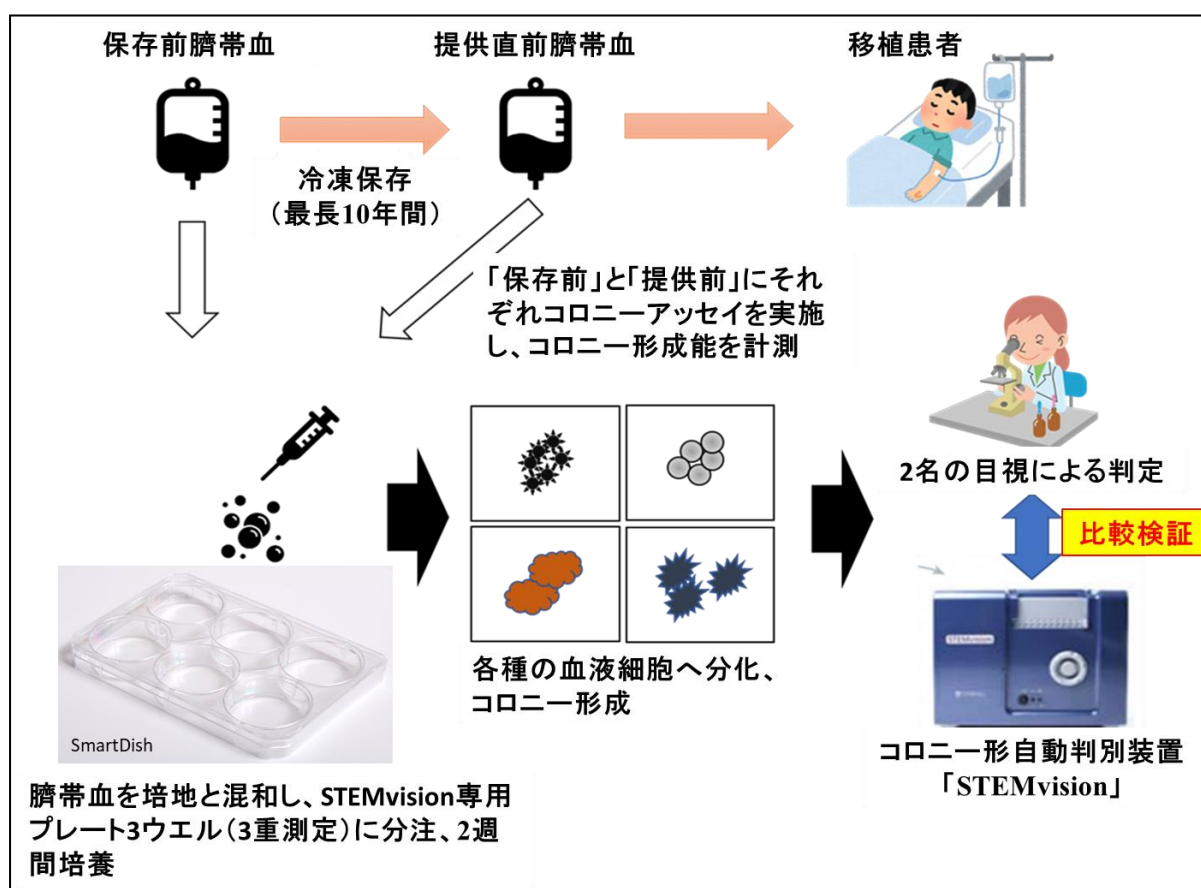 保存前臍帯血
提供直前臍帯血
移植患者
冷凍保存
（最長10年間）
「保存前」と「提供前」にそれ
ぞれコロニーアッセイを実施
し、コロニー形成能を計測
2名の目視による判定
比較検証
STEMvision
SmartDish
各種の血液細胞へ分化、
コロニー形成
コロニー形自動判別装置
「STEMvision」
臍帯血を培地と混和し、STEMvision専用
プレート3ウエル（3重測定）に分注、2週
間培養